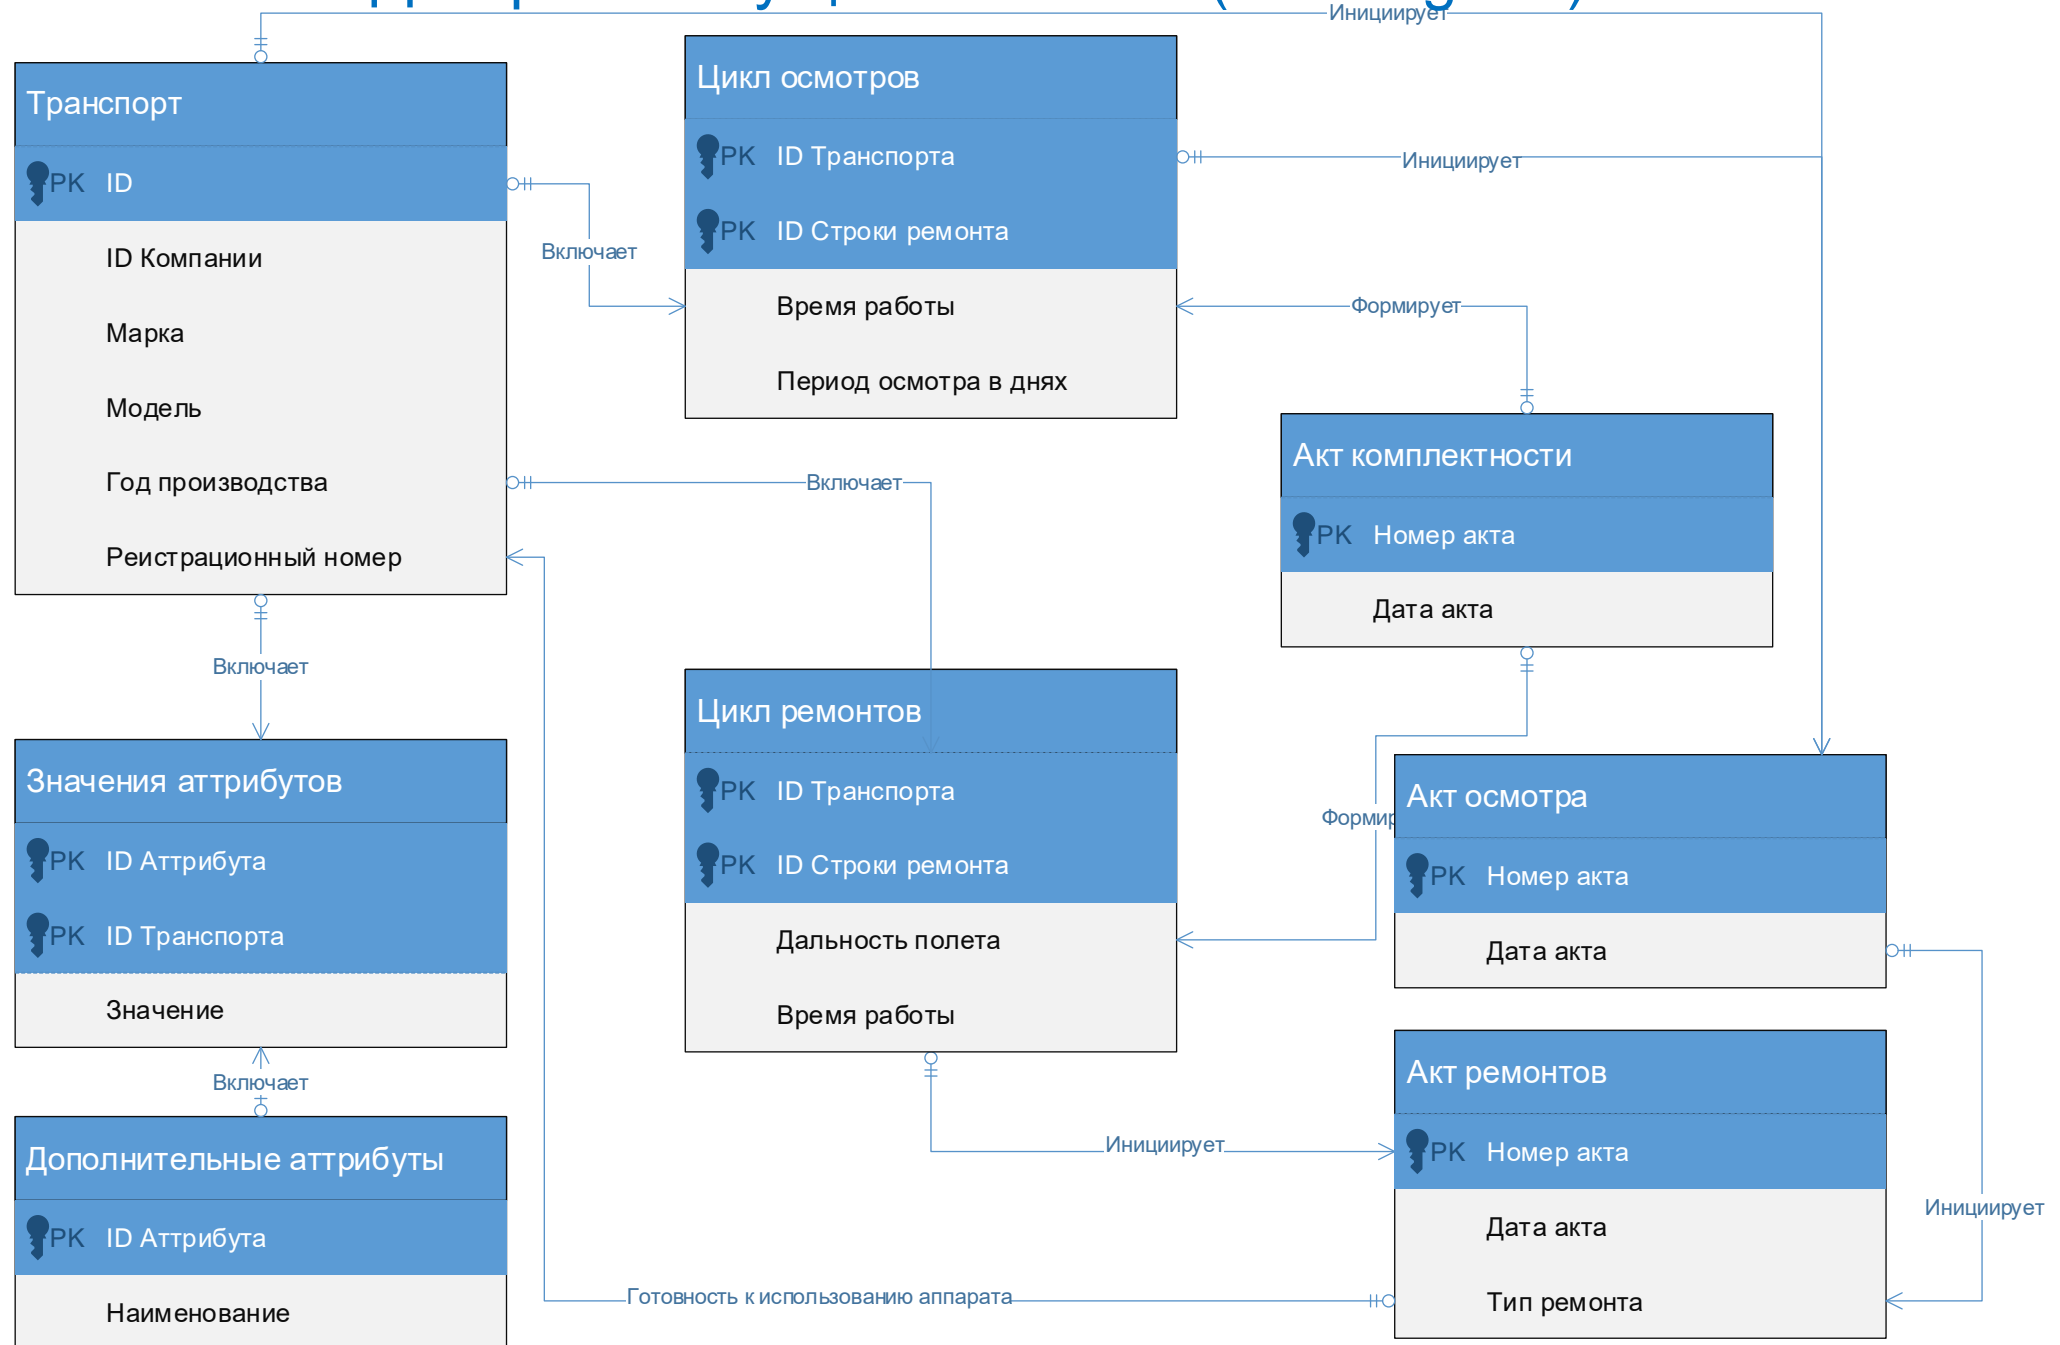 Инициирует
Транспорт
PK ID
ID Компании
Марка
Модель
Год производства
Реистрационный номер
Включает
Цикл осмотров
PK ID Транспорта
PK ID Строки ремонта
Время работы
Период осмотра в днях
Инициирует
Формирует
Включает
Акт комплектности
PK Номер акта
Дата акта
Включает
Значения аттрибутов
PK ID Аттрибута
PK ID Транспорта
Значение
Включает
Дополнительные аттрибуты
PK ID Аттрибута
Наименование
Цикл ремонтов
PK ID Транспорта
PK ID Строки ремонта
Дальность полета
Время работы
Формир
Акт осмотра
PK Номер акта
Дата акта
Инициирует
Акт ремонтов
PK Номер акта
Дата акта
Тип ремонта
Инициирует
Готовность к использованию аппарата